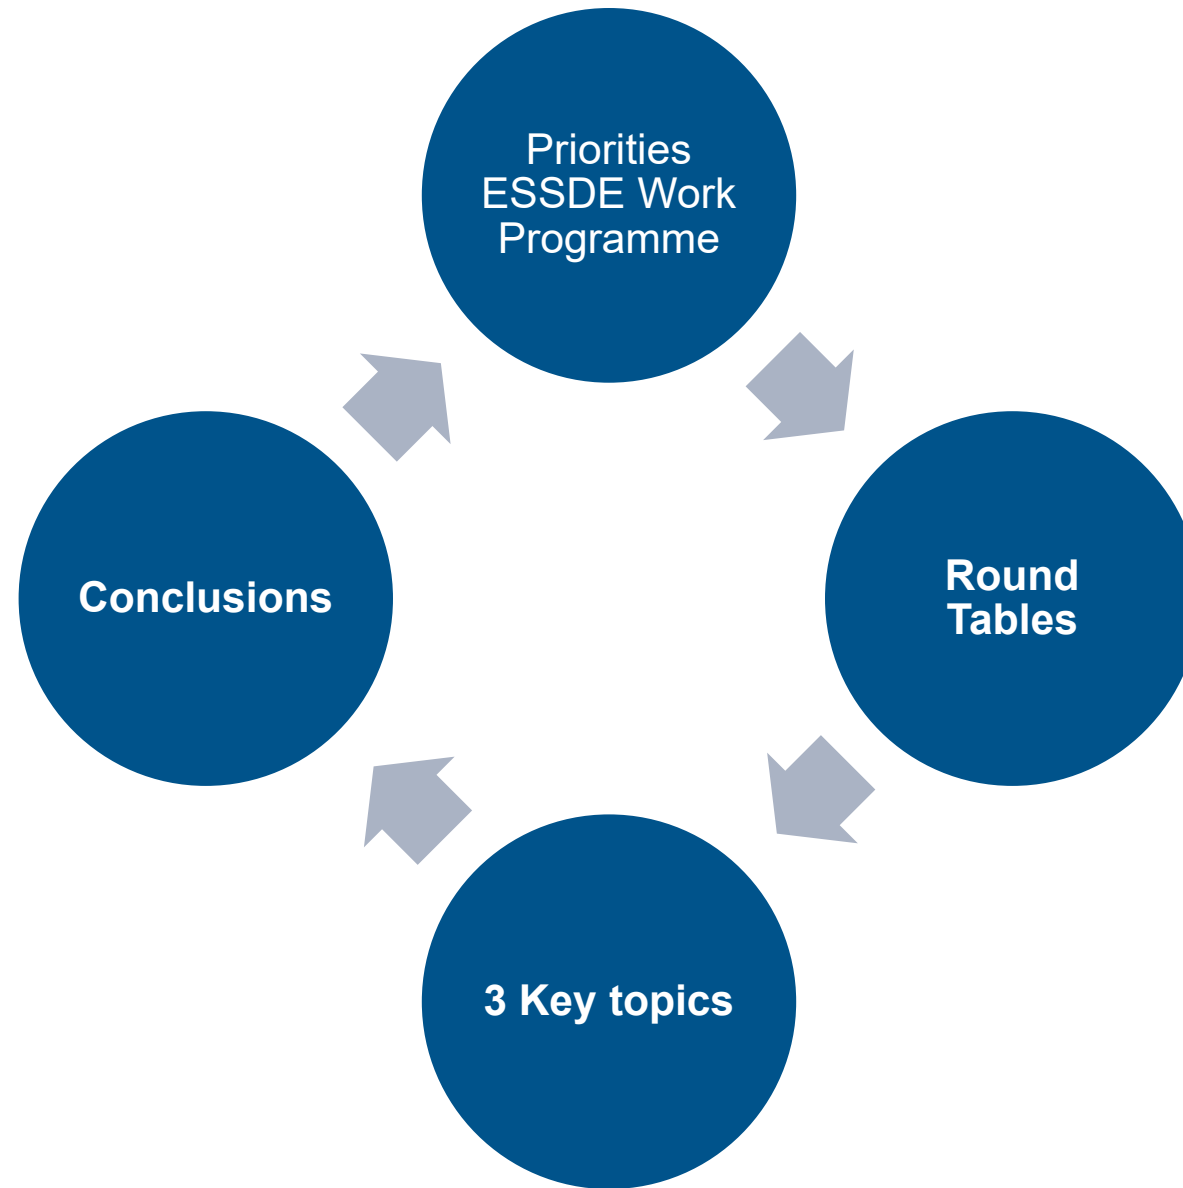 Priorities
ESSDE Work
Programme
Round
Tables
3 Key topics
Conclusions